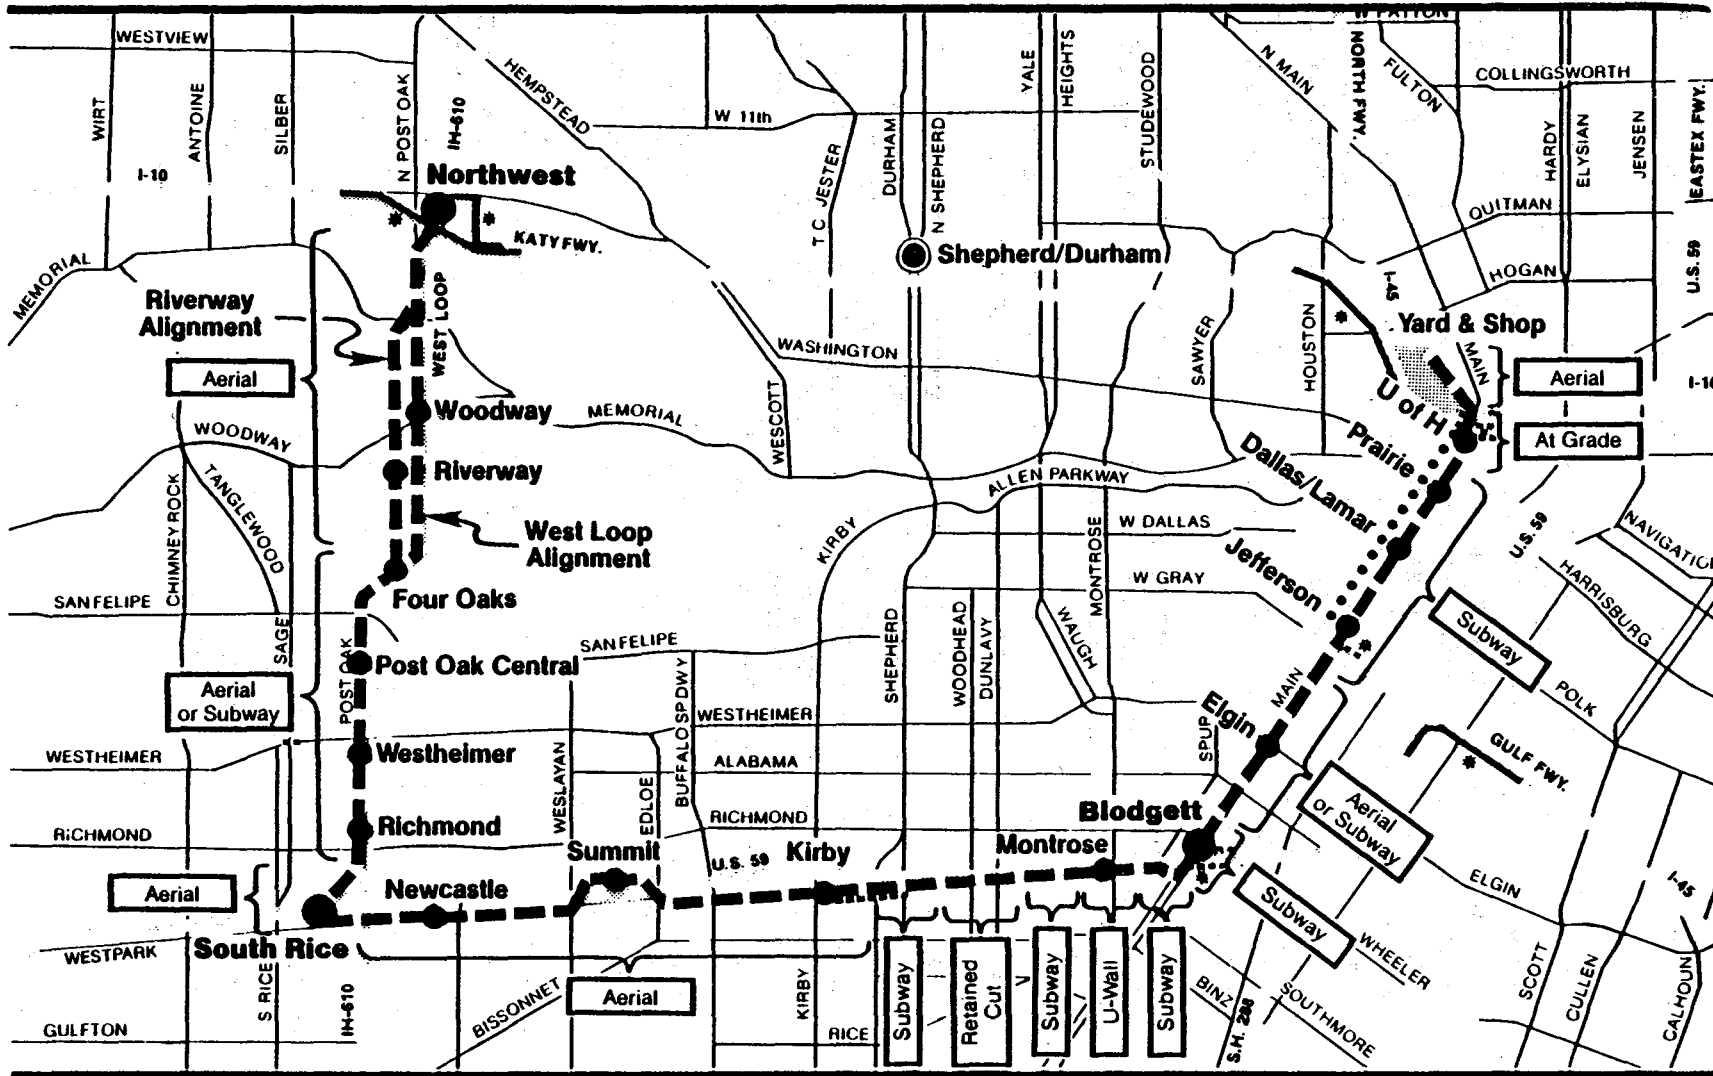 WESTVIEW
WIRT
ANTOINE
SILBER
N POST OAK
IH-610
HEMPSTEAD
W 11th
T C JESTER
DURHAM
N SHEPHERD
YALE
HEIGHTS
STUDEWOOD
N MAIN
W PATTON
NORTH FWY.
FULTON
COLLINGSWORTH
HARDY
ELYSIAN
JENSEN
EASTEX FWY.
I-10
Northwest
*
*
KATY FWY.
QUITMAN
Shepherd/Durham
HOGAN
U.S. 59
MEMORIAL
I-45
Riverway
Alignment
WEST LOOP
*
Yard & Shop
WASHINGTON
SAWYER
HOUSTON
MAIN
Aerial
Aerial
I-10
WESCOTT
U of H
Woodway
MEMORIAL
WOODWAY
Prairie
*
At Grade
Dallas/Lamar
TANGLEWOOD
CHIMNEY ROCK
Riverway
ALLEN PARKWAY
West Loop
Alignment
KIRBY
W DALLAS
MONTROSE
Jefferson
U.S. 59
NAVIGATION
W GRAY
HARRISBURG
SAN FELIPE
Four Oaks
SAGE
SAN FELIPE
SHEPHERD
WOODHEAD
DUNLAVY
WAUGH
*
Subway
Post Oak Central
POST OAK
POLK
Aerial
or Subway
BUFFALO SPDWY
WESTHEIMER
MAIN
Elgin
SPUR
WESTHEIMER
Westheimer
WESLAYAN
EDLOE
ALABAMA
GULF FWY.
*
Aerial
or Subway
RICHMOND
Richmond
RICHMOND
Blodgett
Summit
U.S. 59
Kirby
Montrose
*
Aerial
Newcastle
ELGIN
I-45
Subway
South Rice
WESTPARK
WHEELER
S RICE
IH-610
BISSONNET
Aerial
KIRBY
RICE
Subway
Retained
Cut
Subway
U-Wall
Subway
BINZ
S.H. 288
SOUTHMORE
SCOTT
CULLEN
CALHOUN
GULFTON